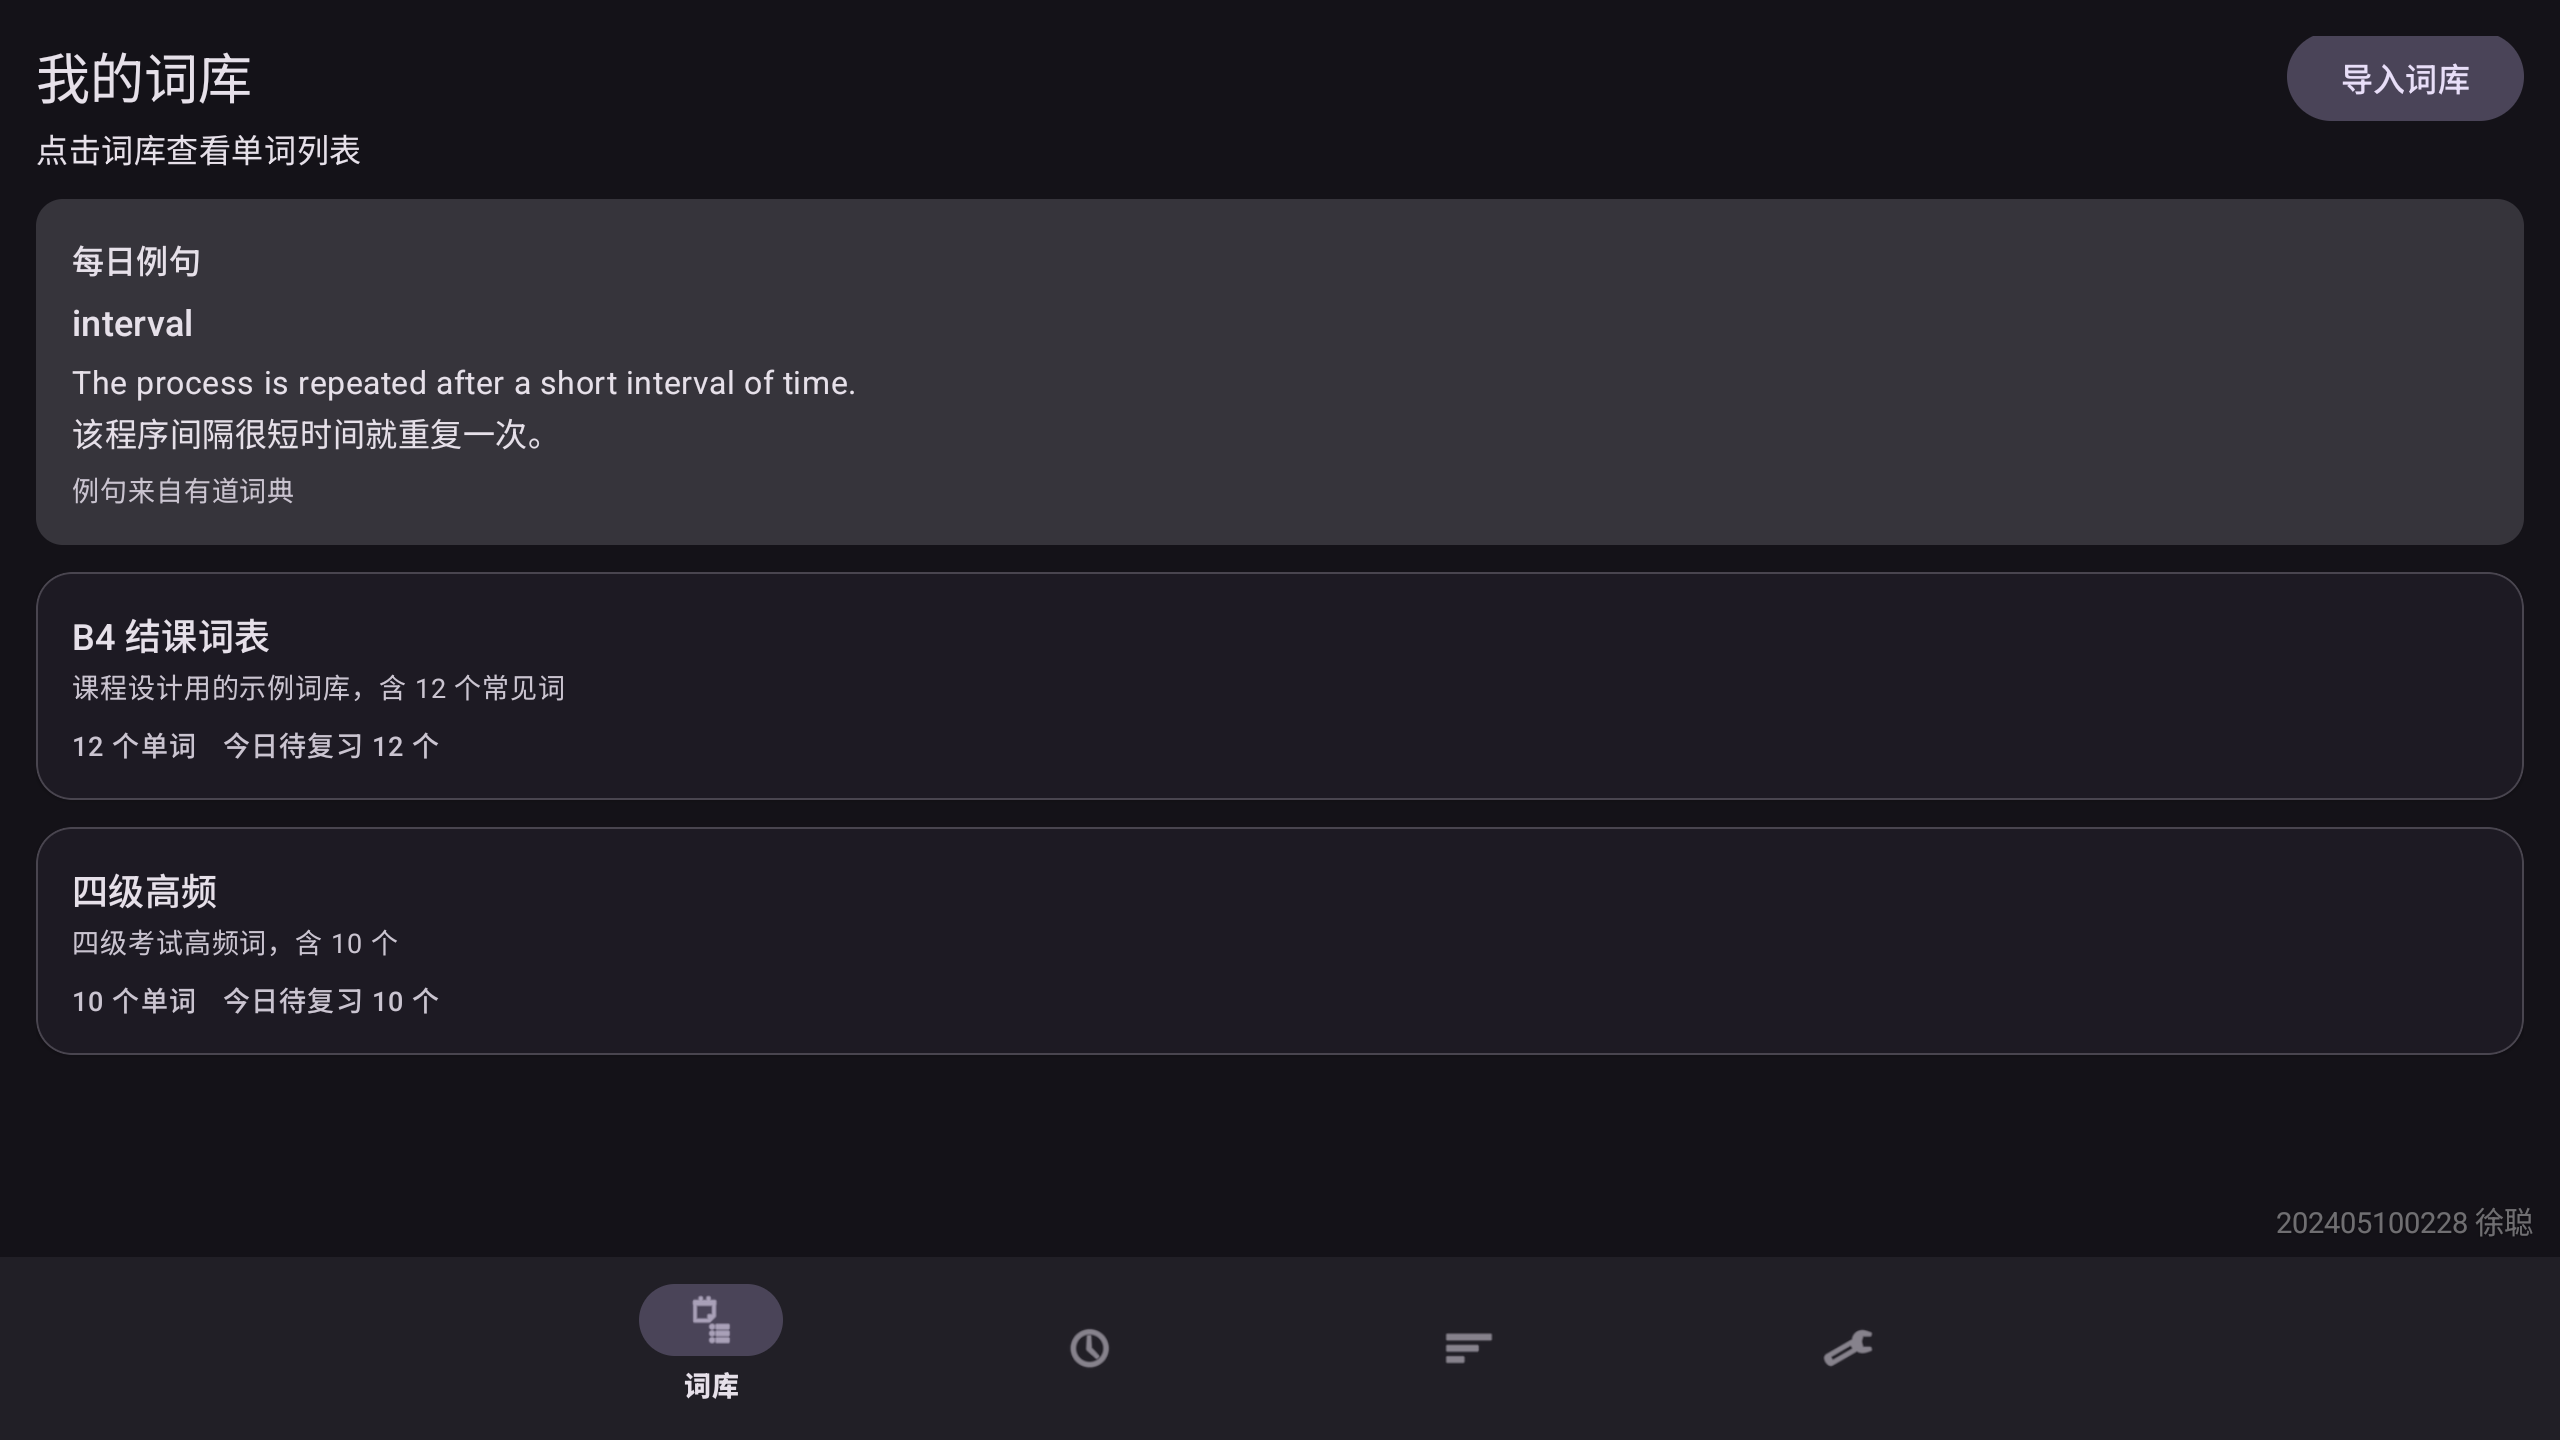 我的词库
导入词库
点击词库查看单词列表
每日例句
interval
The process is repeated after a short interval of time.
该程序间隔很短时间就重复一次。
例句来自有道词典
B4 结课词表
课程设计用的示例词库，含 12 个常见词
12 个单词 今日待复习 12 个
四级高频
四级考试高频词，含 10 个
10 个单词 今日待复习 10 个
202405100228 徐聪
词库